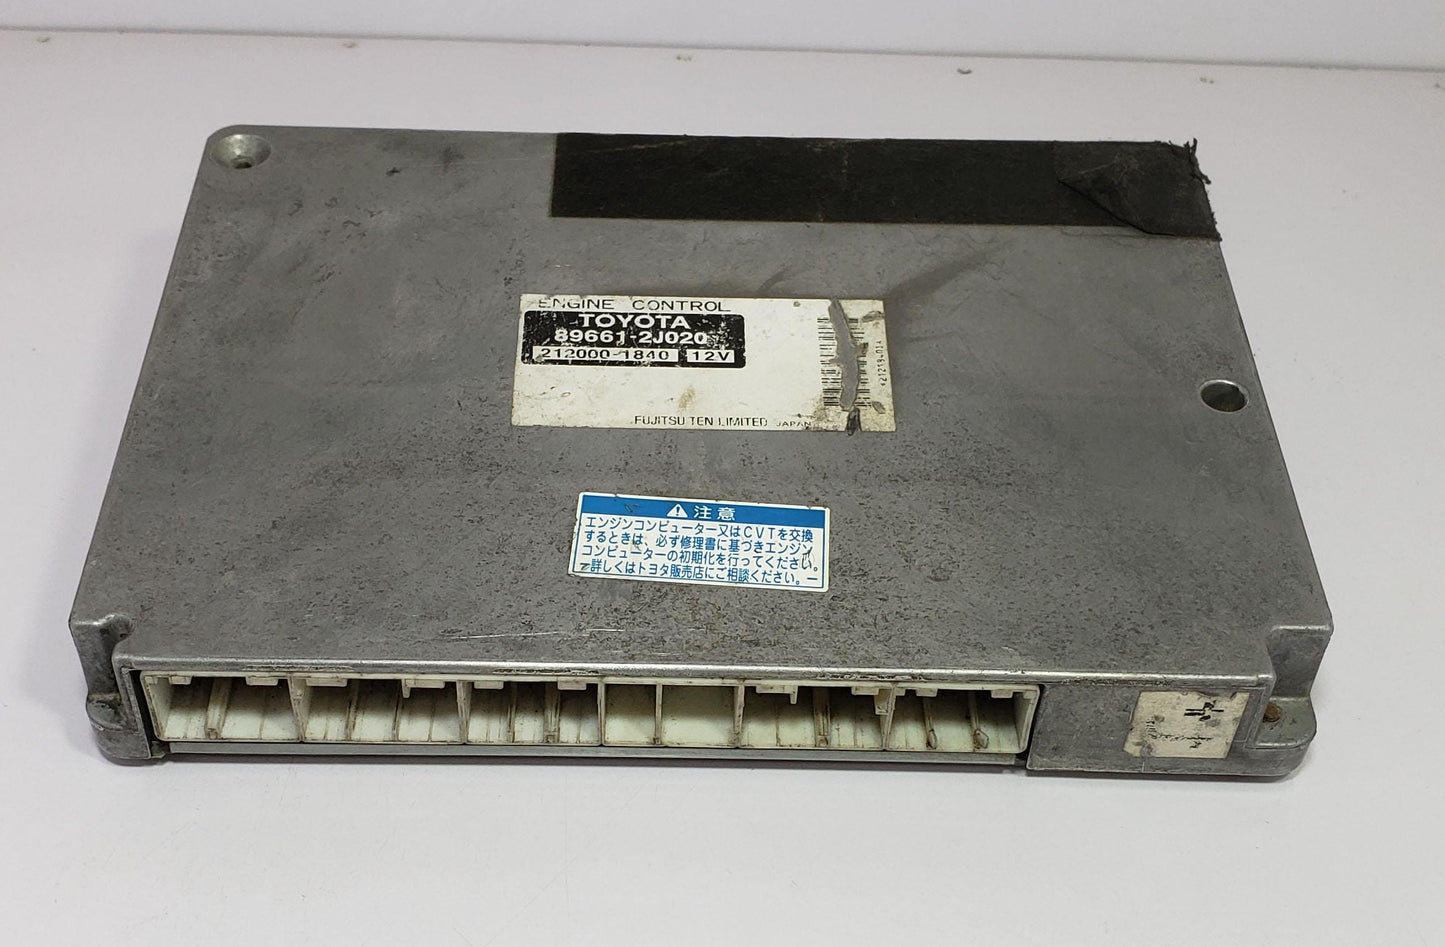 ENGINE CONTROL
TOYOTA
89661-2J020
212000-1840 12V
FUJITSU TEN LIMITED JAPAN
注意
エンジンコンピューター又はCVTを交換
するときは、必ず修理書に基づきエンジン
コンピューターの初期化を行ってください。
詳しくはトヨタ販売店にご相談ください。